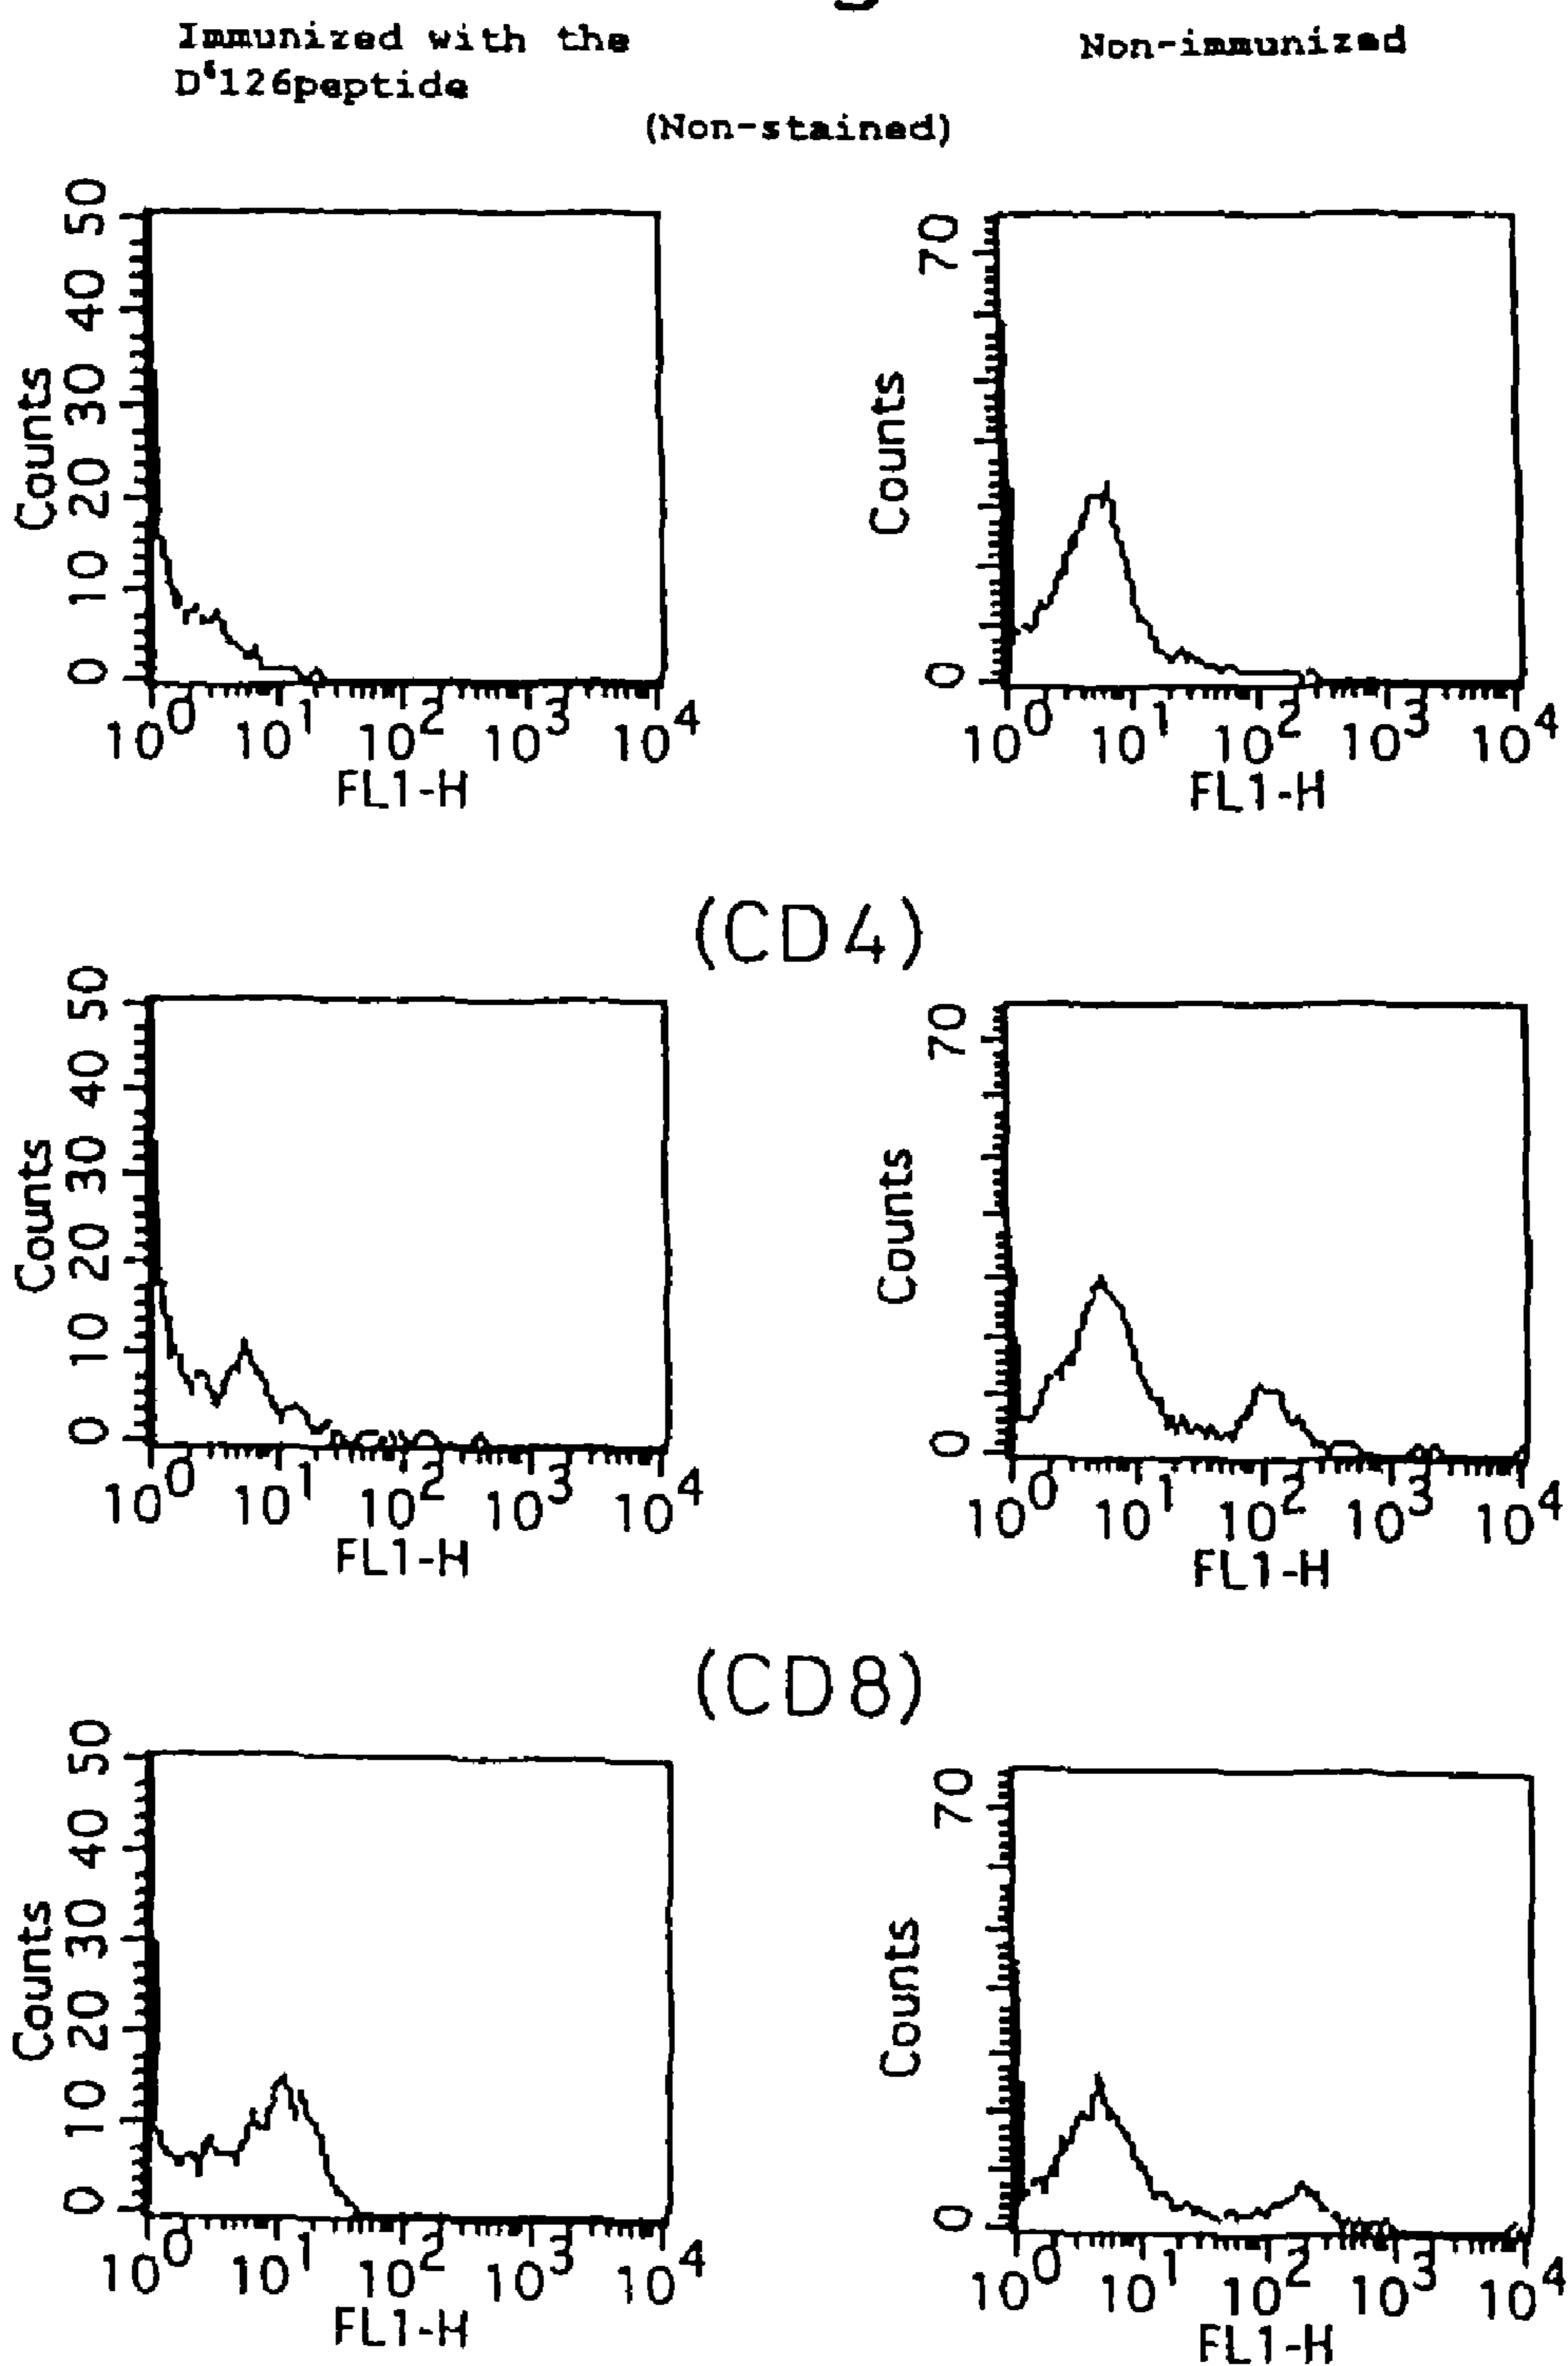 Immunized with the
D⁶126peptide
Non-immunized
(Non-stained)
Counts
50
40
30
20
10
0
10⁰ 10¹ 10² 10³ 10⁴
FL1-H
Counts
70
0
10⁰ 10¹ 10² 10³ 10⁴
FL1-H
(CD4)
Counts
50
40
30
20
10
0
10⁰ 10¹ 10² 10³ 10⁴
FL1-H
Counts
70
0
10⁰ 10¹ 10² 10³ 10⁴
FL1-H
(CD8)
Counts
50
40
30
20
10
0
10⁰ 10¹ 10² 10³ 10⁴
FL1-H
Counts
70
0
10⁰ 10¹ 10² 10³ 10⁴
FL1-H